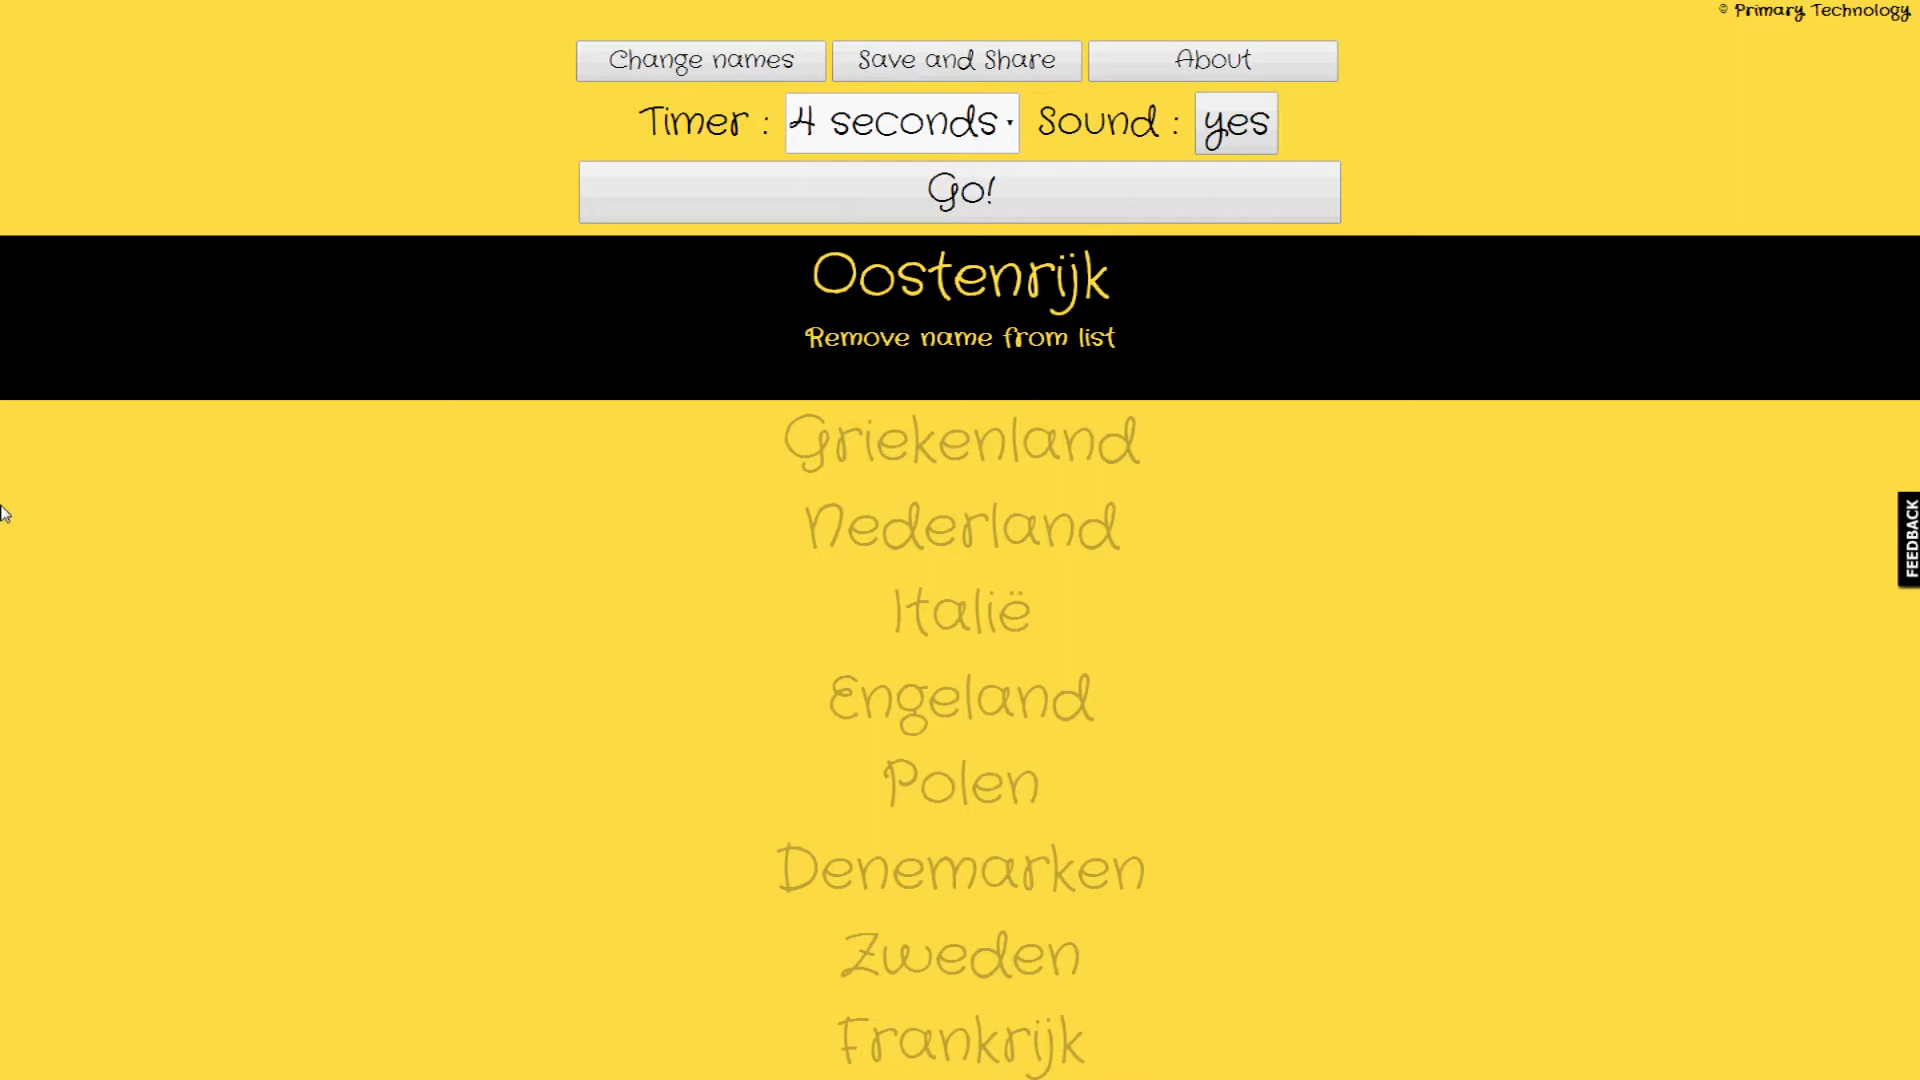 © Primary Technology
Change names Save and Share About
Timer : 4 seconds Sound : yes
Go!
Oostenrijk
Remove name from list
Griekenland
Nederland
Italië
FEEDBACK
Engeland
Polen
Denemarken
Zweden
Frankrijk